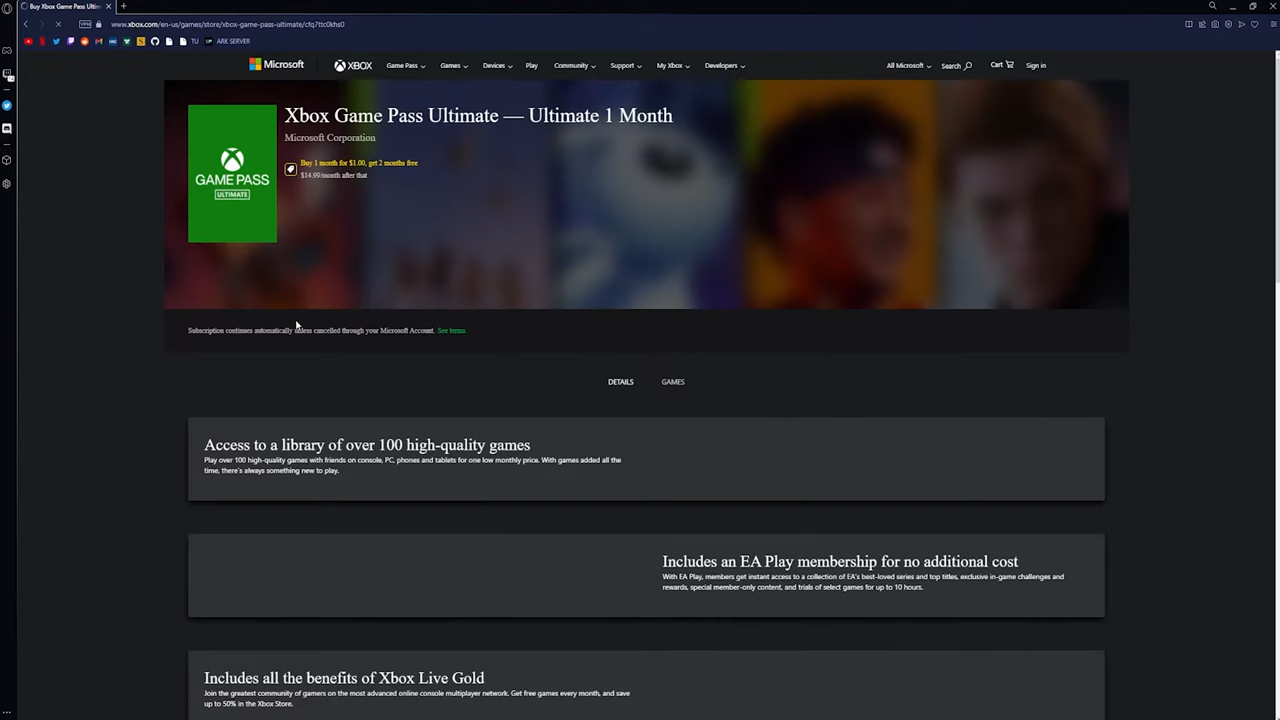 Buy Xbox Game Pass Ultim
VPN
www.xbox.com/en-us/games/store/xbox-game-pass-ultimate/cfq7ttc0khs0
TU
ARK SERVER
Microsoft
XBOX
Game Pass
Games
Devices
Play
Community
Support
My Xbox
Developers
All Microsoft
Search
Cart
Sign in
Xbox Game Pass Ultimate — Ultimate 1 Month
Microsoft Corporation
Buy 1 month for $1.00, get 2 months free
$14.99/month after that
GAME PASS
ULTIMATE
Subscription continues automatically unless cancelled through your Microsoft Account. See terms.
DETAILS
GAMES
Access to a library of over 100 high-quality games
Play over 100 high-quality games with friends on console, PC, phones and tablets for one low monthly price. With games added all the
time, there's always something new to play.
Includes an EA Play membership for no additional cost
With EA Play, members get instant access to a collection of EA's best-loved series and top titles, exclusive in-game challenges and
rewards, special member-only content, and trials of select games for up to 10 hours.
Includes all the benefits of Xbox Live Gold
Join the greatest community of gamers on the most advanced online console multiplayer network. Get free games every month, and save
up to 50% in the Xbox Store.